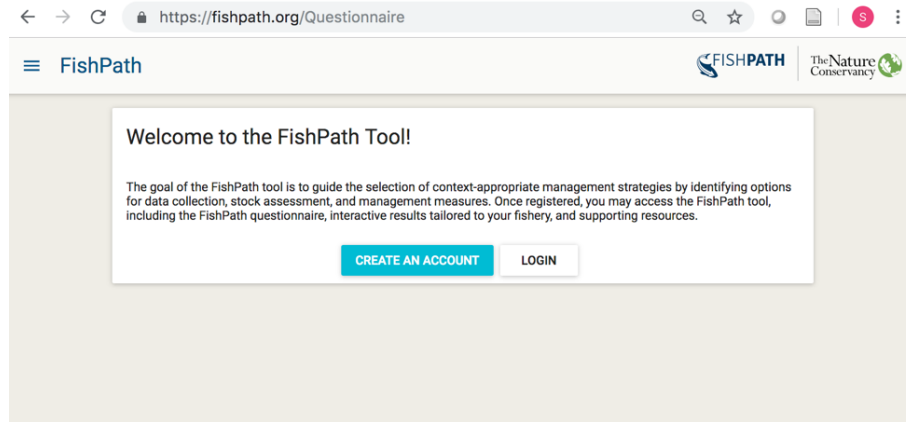 https://fishpath.org/Questionnaire
S
FishPath
FISHPATH
The Nature
Conservancy
Welcome to the FishPath Tool!
The goal of the FishPath tool is to guide the selection of context-appropriate management strategies by identifying options
for data collection, stock assessment, and management measures. Once registered, you may access the FishPath tool,
including the FishPath questionnaire, interactive results tailored to your fishery, and supporting resources.
CREATE AN ACCOUNT
LOGIN